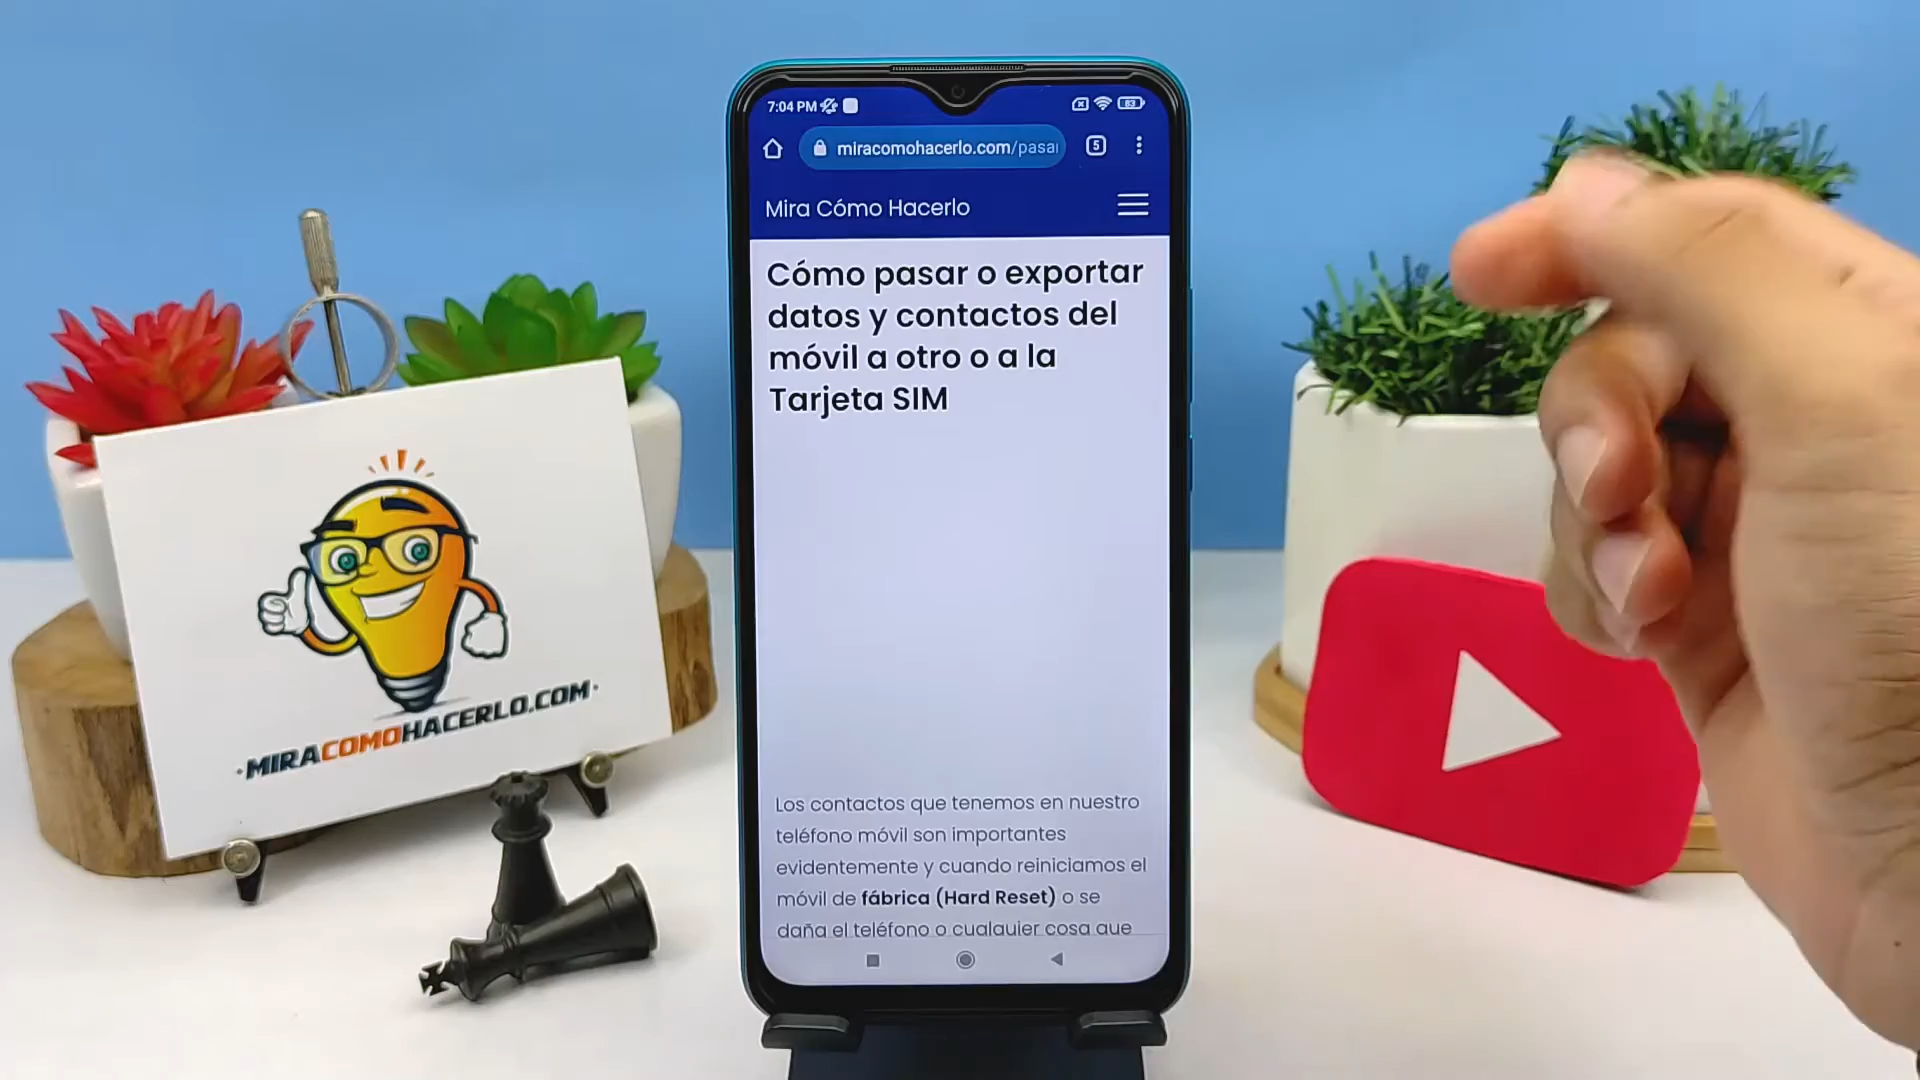 7:04 PM
83
miracomohacerlo.com/pasar
5
Mira Cómo Hacerlo
Cómo pasar o exportar
datos y contactos del
móvil a otro o a la
Tarjeta SIM
Los contactos que tenemos en nuestro
teléfono móvil son importantes
evidentemente y cuando reiniciamos el
móvil de fábrica (Hard Reset) o se
daña el teléfono o cualquier cosa que
·MIRACOMOHACERLO.COM·